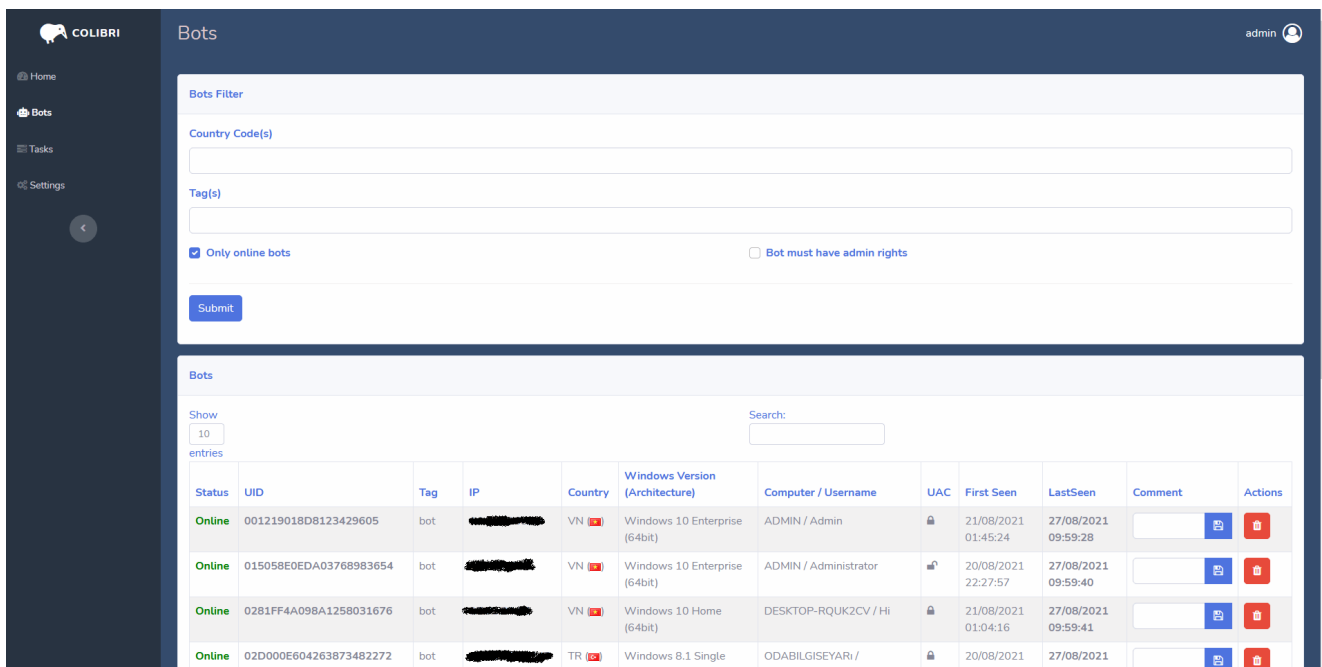 COLIBRI
Bots
admin
Home
Bots
Tasks
Settings
Bots Filter
Country Code(s)
Tag(s)
Only online bots
Bot must have admin rights
Submit
Bots
Show
10
entries
Search:
Status UID Tag IP Country Windows Version (Architecture) Computer / Username UAC First Seen LastSeen Comment Actions
Online 001219018D8123429605 bot VN Windows 10 Enterprise (64bit) ADMIN / Admin 21/08/2021 01:45:24 27/08/2021 09:59:28
Online 015058E0EDA03768983654 bot VN Windows 10 Enterprise (64bit) ADMIN / Administrator 20/08/2021 22:27:57 27/08/2021 09:59:40
Online 0281FF4A098A1258031676 bot VN Windows 10 Home (64bit) DESKTOP-RQUK2CV / Hi 21/08/2021 01:04:16 27/08/2021 09:59:41
Online 02D000E604263873482272 bot TR Windows 8.1 Single ODABILGISEYARı / 20/08/2021 27/08/2021